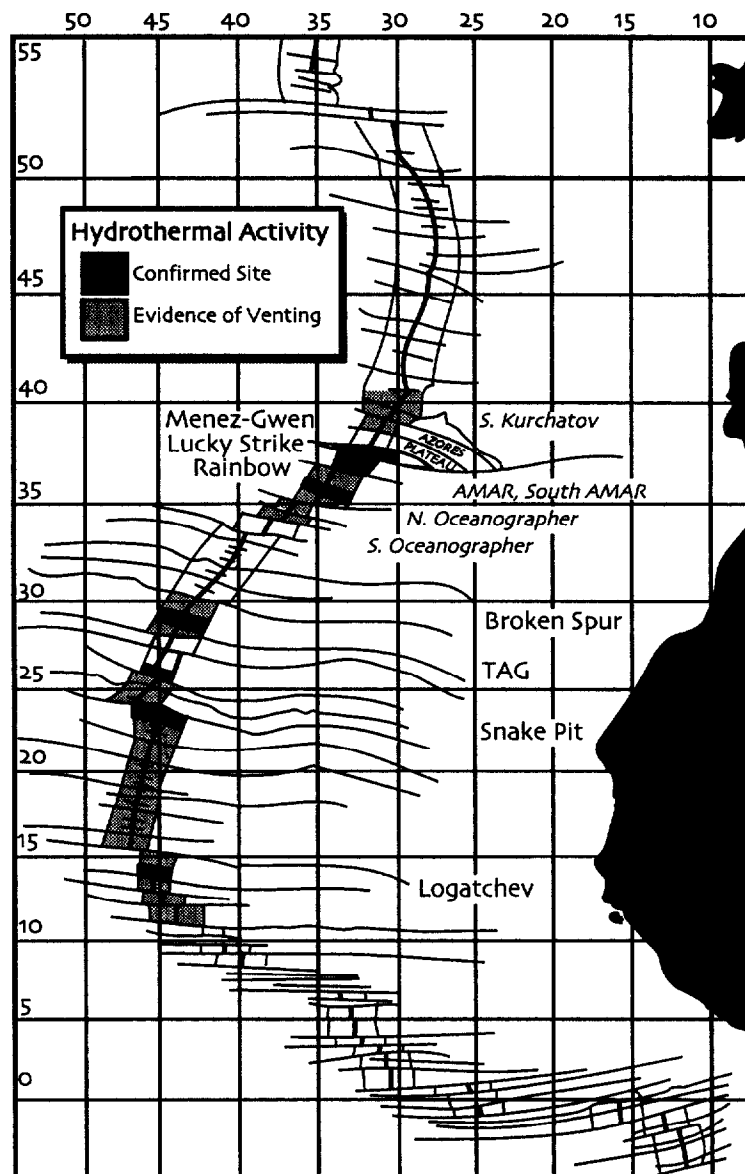 50 45 40 35 30 25 20 15 10
55
50
Hydrothermal Activity
Confirmed Site
Evidence of Venting
45
40
Menez-Gwen
S. Kurchatov
Lucky Strike
AZORES
PLATEAU
Rainbow
AMAR, South AMAR
35
N. Oceanographer
S. Oceanographer
30
Broken Spur
25
TAG
Snake Pit
20
15
Logatchev
10
5
0